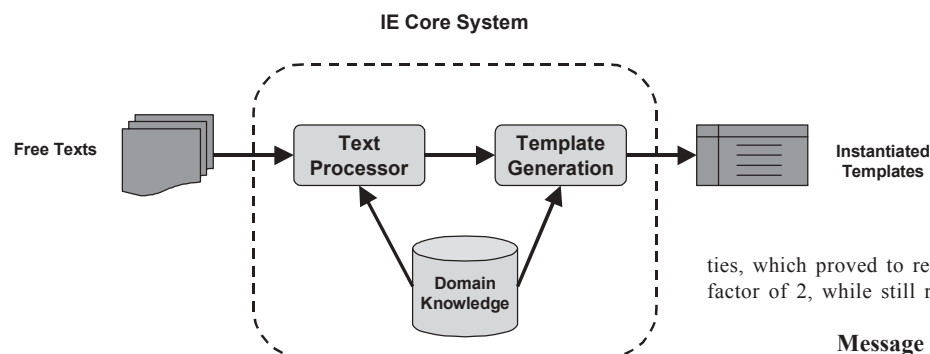 IE Core System
Free Texts
Text
Processor
Template
Generation
Instantiated
Templates
Domain
Knowledge
ties, which proved to re
factor of 2, while still
Message